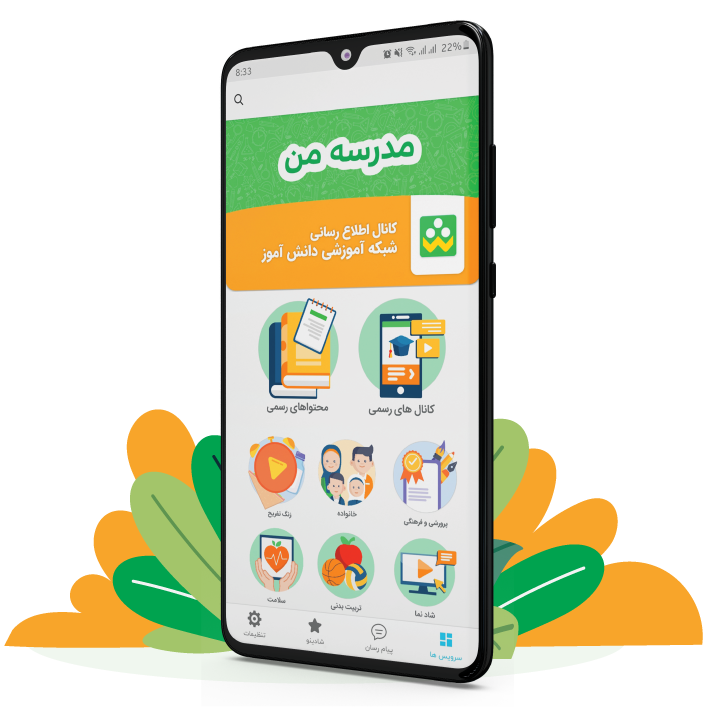 8:33
22%
مدرسه من
کانال اطلاع رسانی
شبکه آموزشی دانش آموز
کانال های رسمی
محتواهای رسمی
پرورشی و فرهنگی
خانواده
زنگ تفریح
شاد نما
تربیت بدنی
سلامت
سرویس ها
پیام رسان
شادینو
تنظیمات